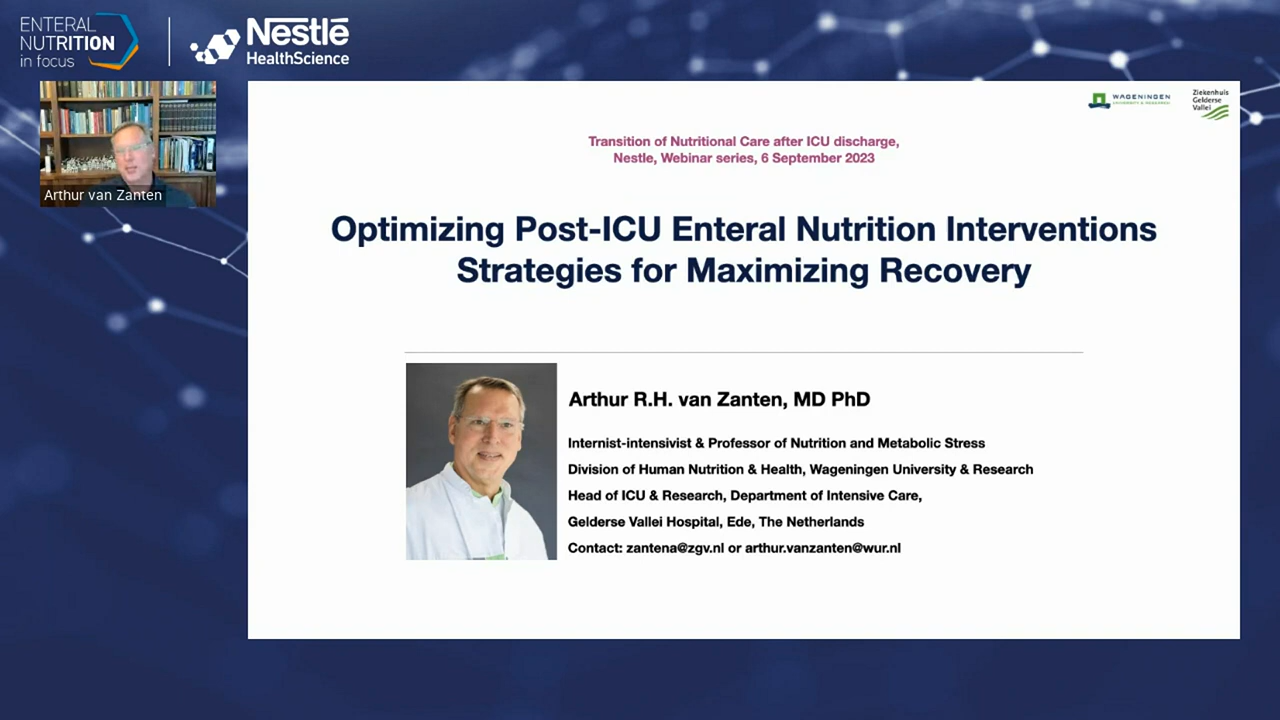 ENTERAL
NUTRITION
in focus
Nestlé
HealthScience
Arthur van Zanten
WAGENINGEN
UNIVERSITY & RESEARCH
Ziekenhuis
Gelderse
Vallei
Transition of Nutritional Care after ICU discharge,
Nestle, Webinar series, 6 September 2023
Optimizing Post-ICU Enteral Nutrition Interventions
Strategies for Maximizing Recovery
Arthur R.H. van Zanten, MD PhD
Internist-intensivist & Professor of Nutrition and Metabolic Stress
Division of Human Nutrition & Health, Wageningen University & Research
Head of ICU & Research, Department of Intensive Care,
Gelderse Vallei Hospital, Ede, The Netherlands
Contact: zantena@zgv.nl or arthur.vanzanten@wur.nl